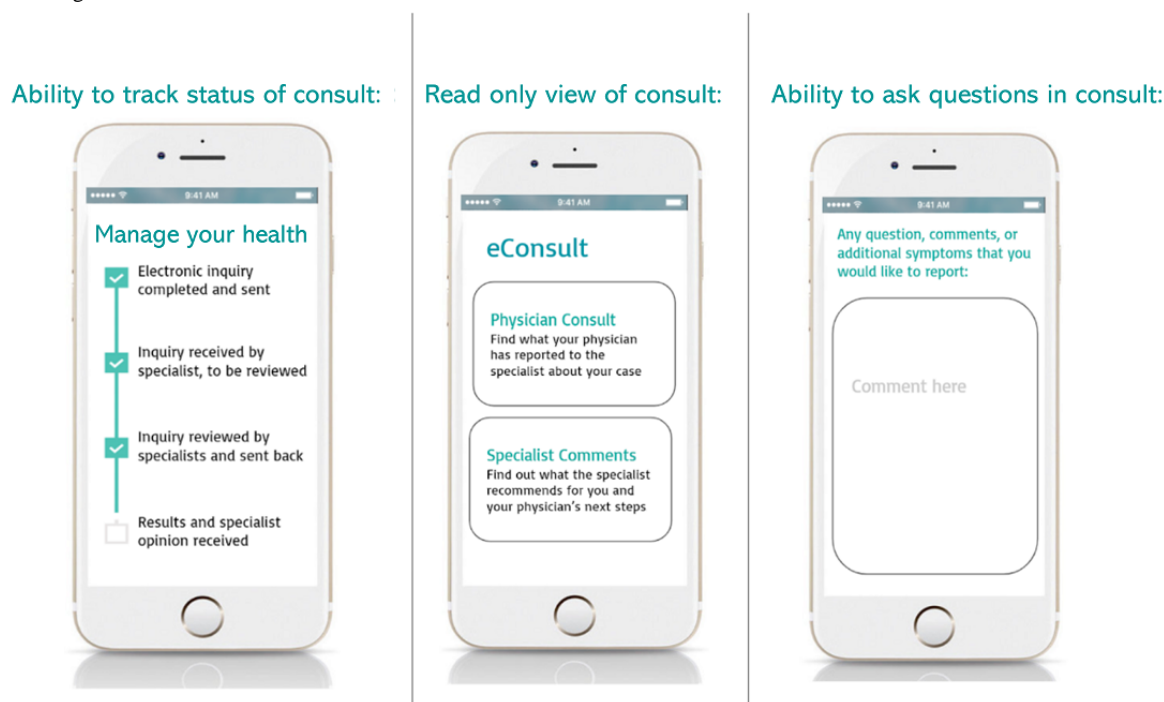 Ability to track status of consult:
9:41 AM
Manage your health
Electronic inquiry
completed and sent
Inquiry received by
specialist, to be reviewed
Inquiry reviewed by
specialists and sent back
Results and specialist
opinion received
Read only view of consult:
9:41 AM
eConsult
Physician Consult
Find what your physician
has reported to the
specialist about your case
Specialist Comments
Find out what the specialist
recommends for you and
your physician's next steps
Ability to ask questions in consult:
9:41 AM
Any question, comments, or
additional symptoms that you
would like to report:
Comment here